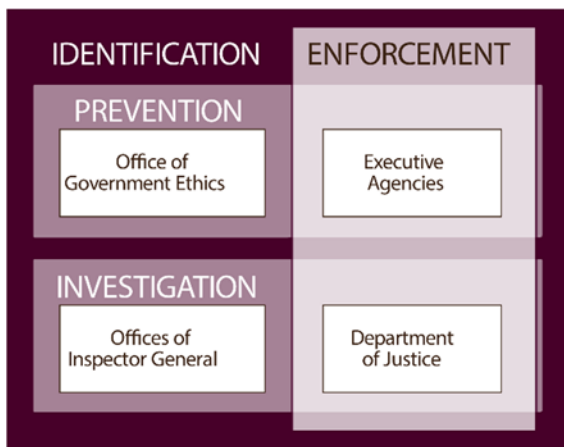 IDENTIFICATION
ENFORCEMENT
PREVENTION
Office of
Government Ethics
Executive
Agencies
INVESTIGATION
Offices of
Inspector General
Department
of Justice